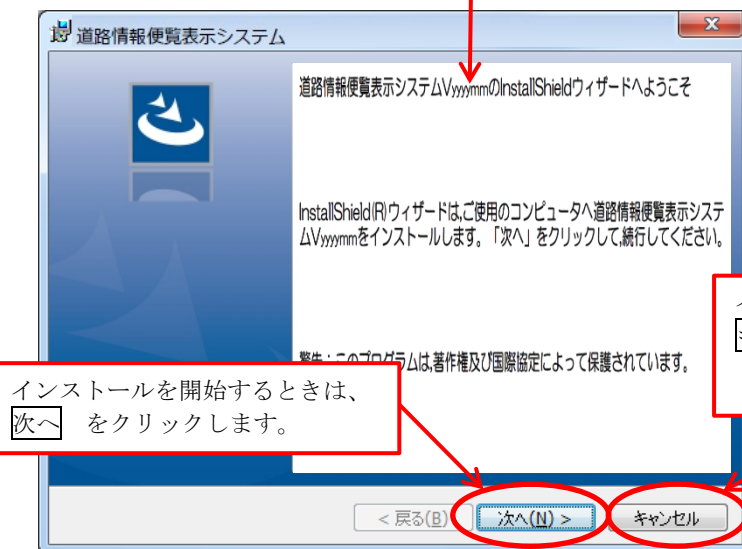 道路情報便覧表示システム
道路情報便覧表示システムVyyyymmのInstallShieldウィザードへようこそ
InstallShield(R)ウィザードは,ご使用のコンピュータへ道路情報便覧表示システ
ムVyyyymmをインストールします。「次へ」をクリックして,続行してください。
警告：このプログラムは,著作権及び国際協定によって保護されています。
インストールを開始するときは、
次へ をクリックします。
< 戻る(B)
次へ(N) >
キャンセル